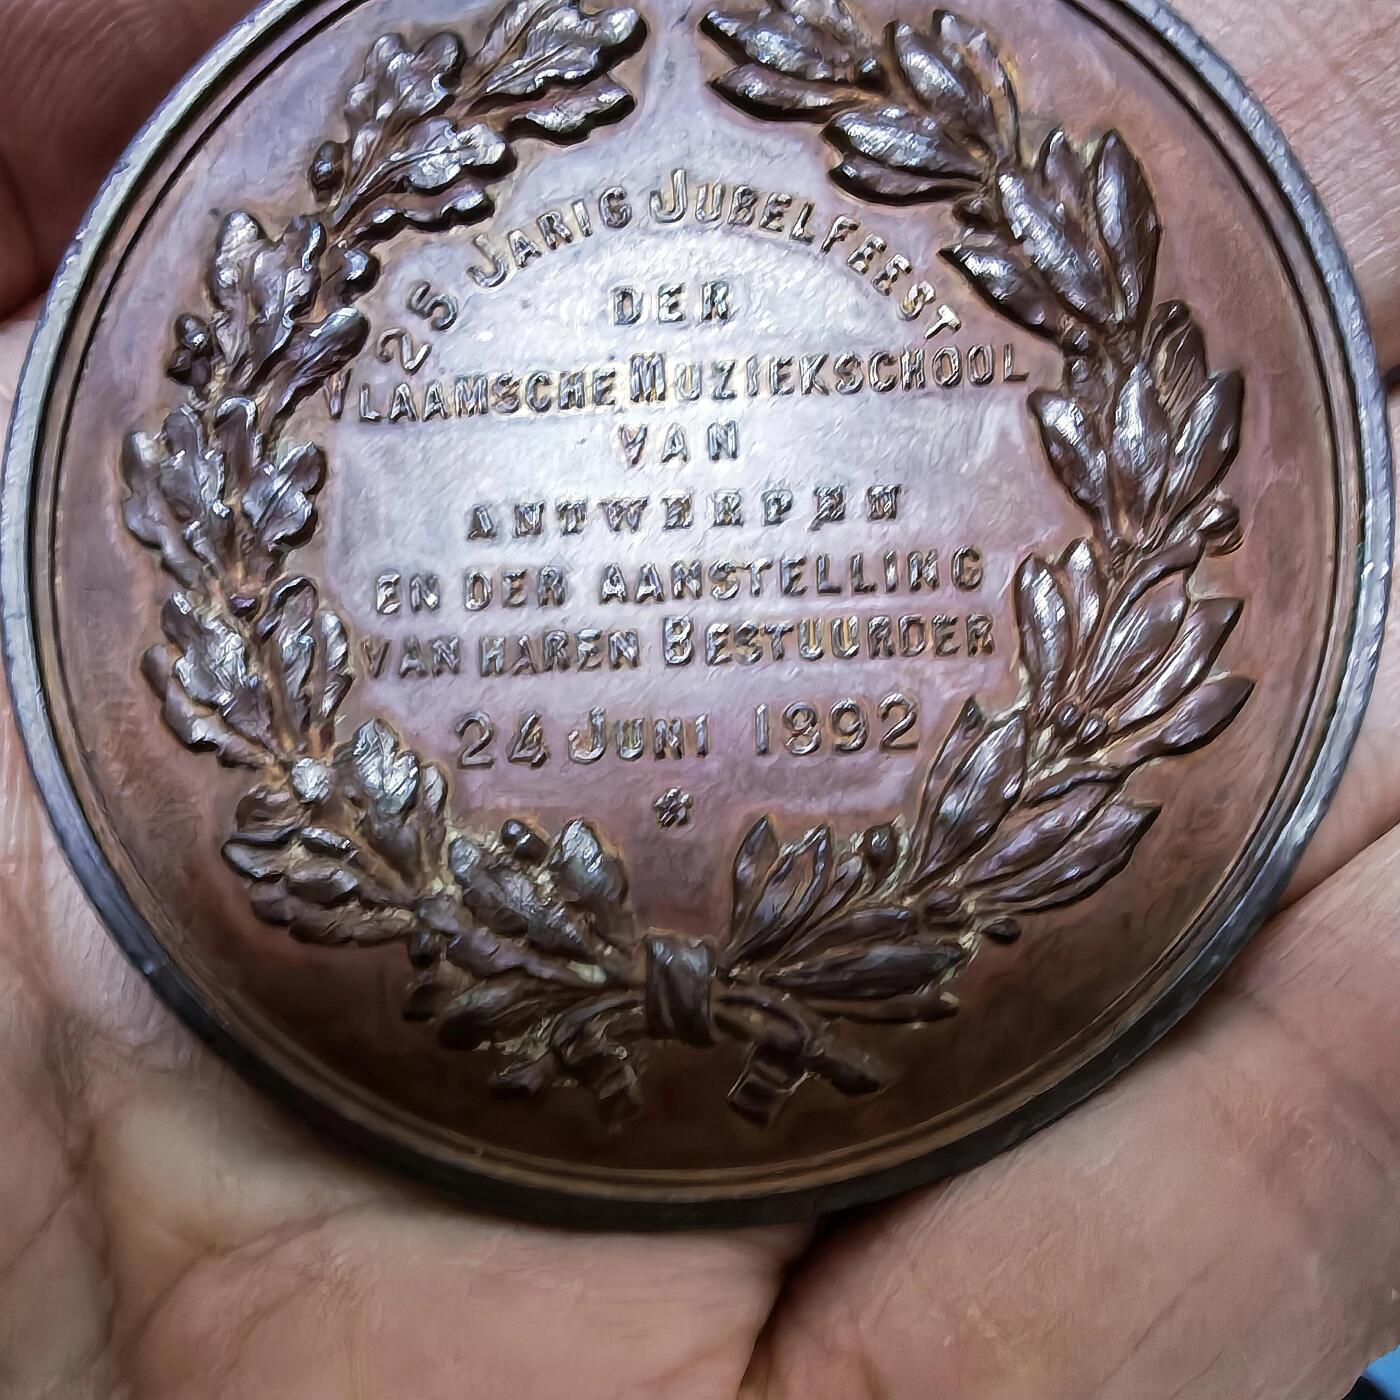 25 JARIG JUBELFEEST
DER
VLAAMSCHE MUZIEKSCHOOL
VAN
ANTWERPEN
EN DER AANSTELLING
VAN HAREN BESTUURDER
24 JUNI 1892